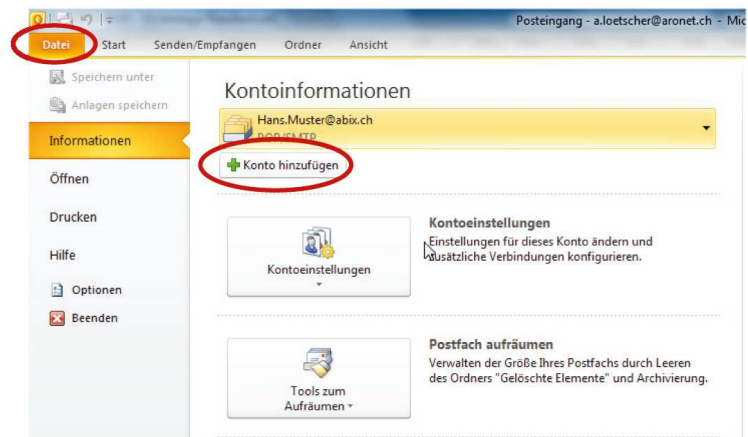 Posteingang - a.loetscher@aronet.ch - Mic
Datei Start Senden/Empfangen Ordner Ansicht
Speichern unter
Anlagen speichern
Informationen
Öffnen
Drucken
Hilfe
Optionen
Beenden
Kontoinformationen
Hans.Muster@abix.ch
POP/SMTP
Konto hinzufügen
Kontoeinstellungen
Kontoeinstellungen
Einstellungen für dieses Konto ändern und
zusätzliche Verbindungen konfigurieren.
Tools zum
Aufräumen
Postfach aufräumen
Verwalten der Größe Ihres Postfachs durch Leeren
des Ordners "Gelöschte Elemente" und Archivierung.